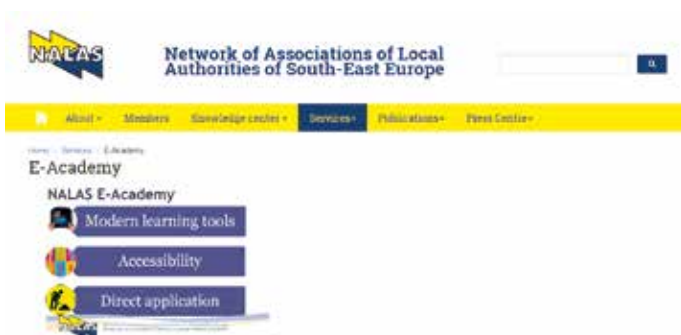 NALAS
Network of Associations of Local
Authorities of South-East Europe
About Members Knowledge center Services Publications Press Centre
Home Services E-Academy
E-Academy
NALAS E-Academy
Modern learning tools
Accessibility
Direct application
NALAS